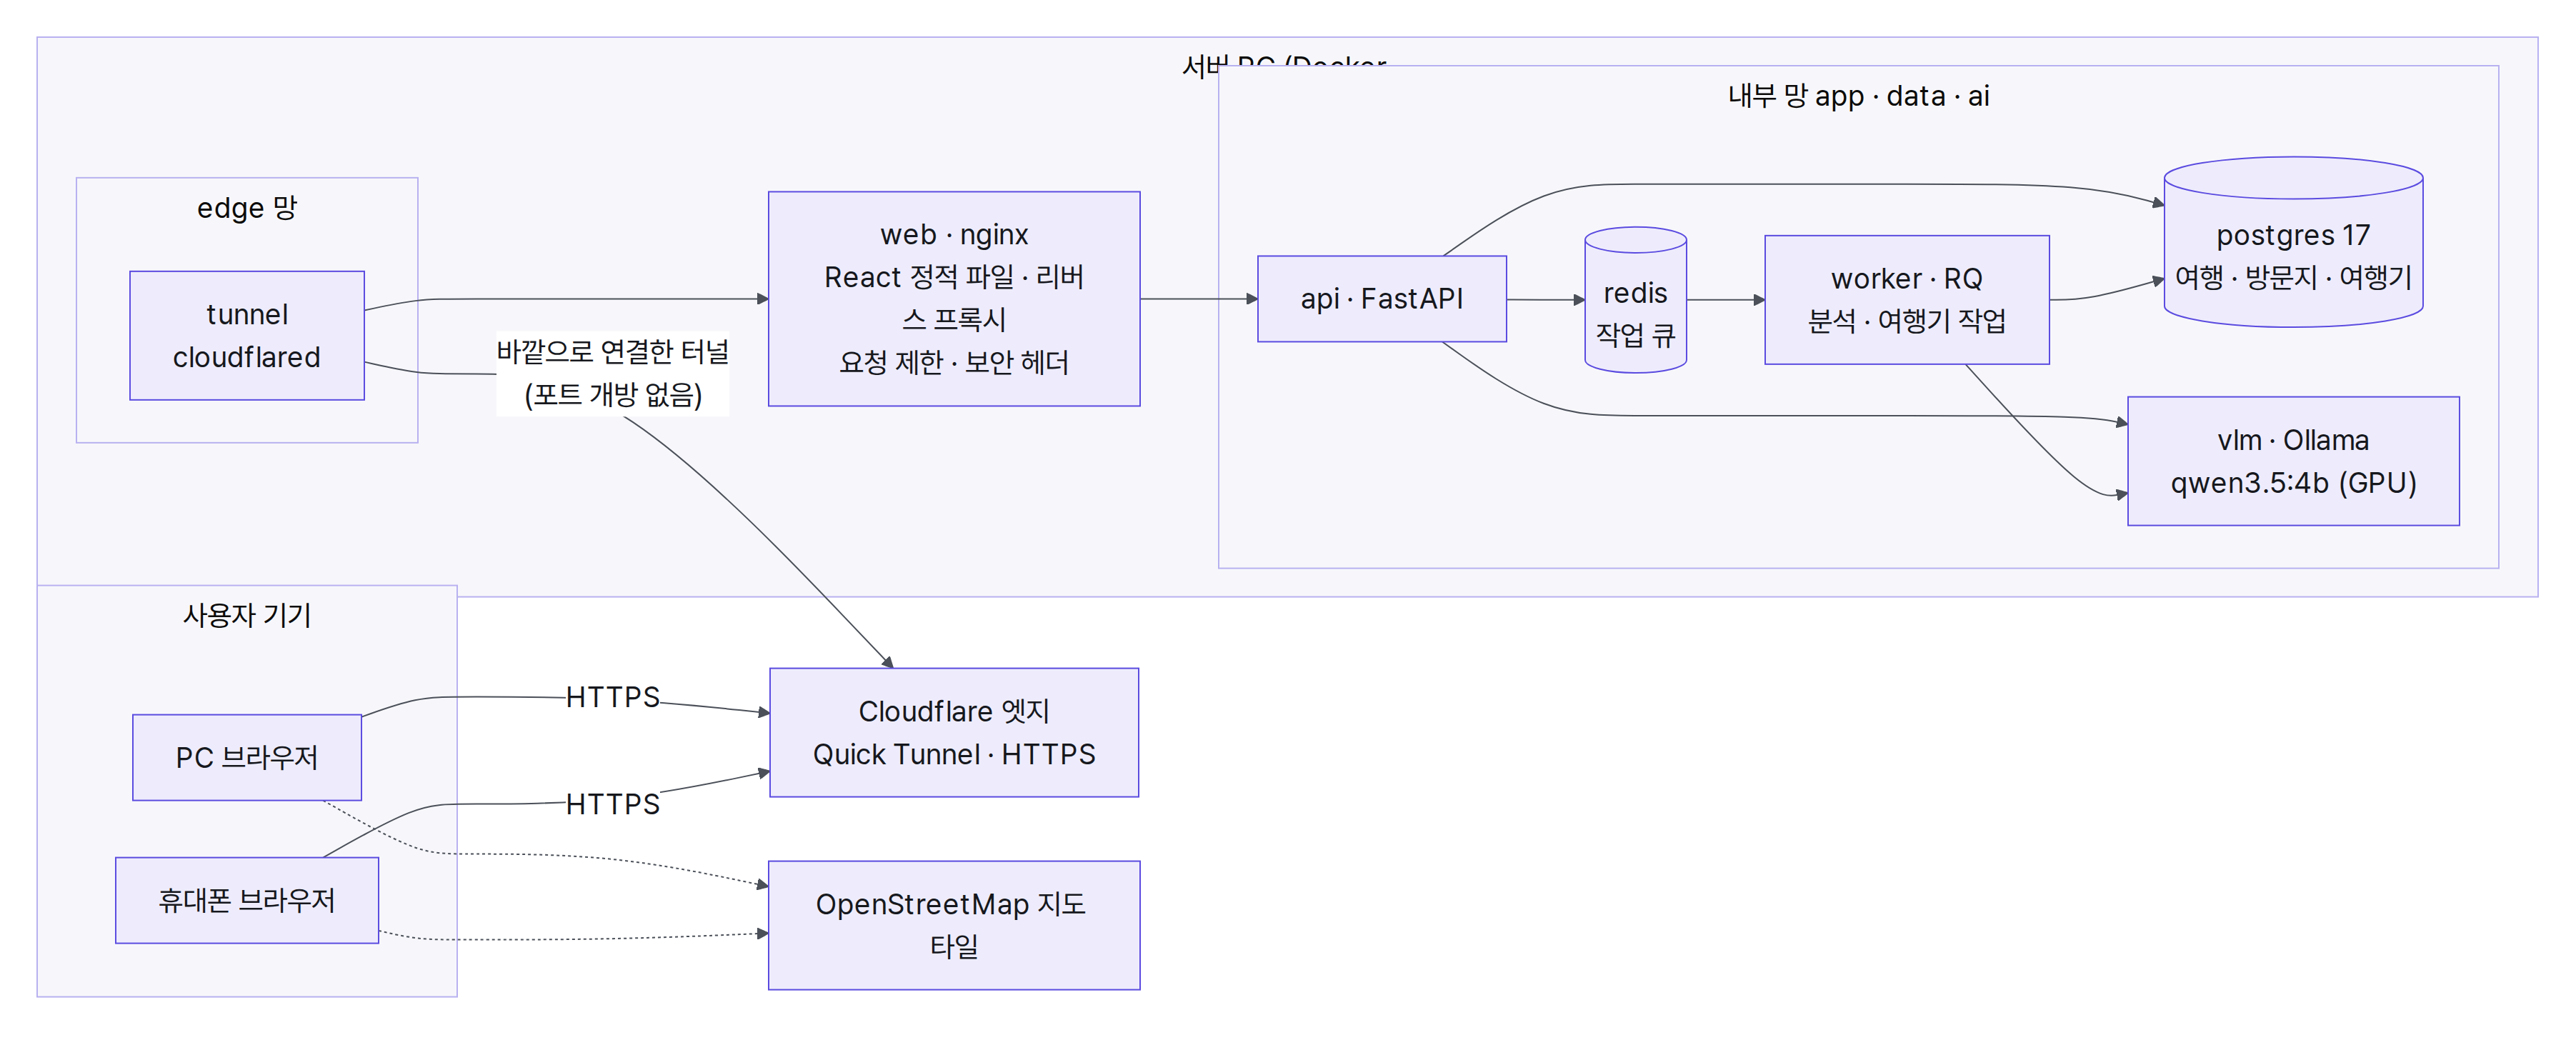 서버
내부 망 app · data · ai
edge 망
tunnel
cloudflared
바깥으로 연결한 터널
(포트 개방 없음)
web · nginx
React 정적 파일 · 리버
스 프록시
요청 제한 · 보안 헤더
api · FastAPI
redis
작업 큐
worker · RQ
분석 · 여행기 작업
postgres 17
여행 · 방문지 · 여행기
vlm · Ollama
qwen3.5:4b (GPU)
사용자 기기
PC 브라우저
휴대폰 브라우저
HTTPS
HTTPS
Cloudflare 엣지
Quick Tunnel · HTTPS
OpenStreetMap 지도
타일